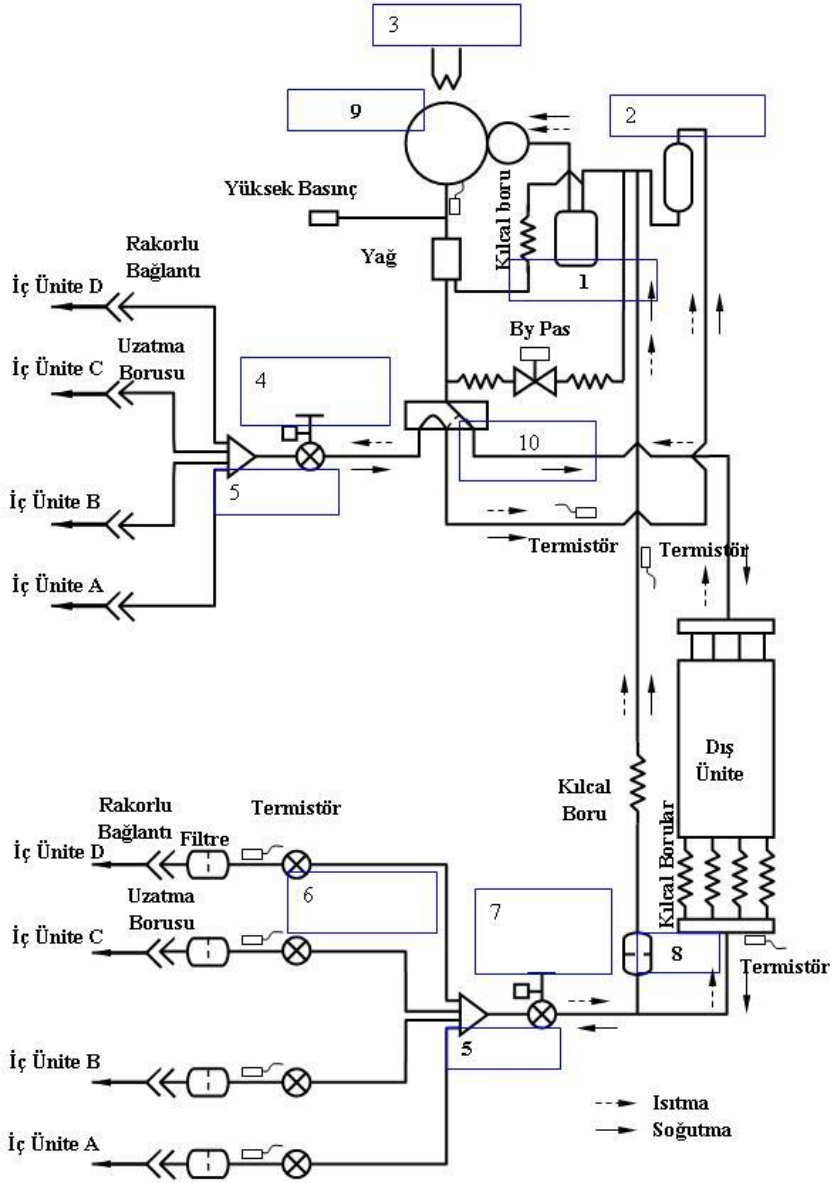 3
9
2
Yüksek Basınç
Kılcal boru
Rakorlu
Bağlantı
Yağ
İç Ünite D
1
By Pas
Uzatma
Borusu
İç Ünite C
4
10
5
İç Ünite B
Termistör
Termistör
İç Ünite A
Dış
Ünite
Kılcal
Boru
Kılcal Borular
Rakorlu
Bağlantı
Termistör
Filtre
İç Ünite D
Uzatma
Borusu
6
7
İç Ünite C
8
Termistör
5
İç Ünite B
Isıtma
Soğutma
İç Ünite A